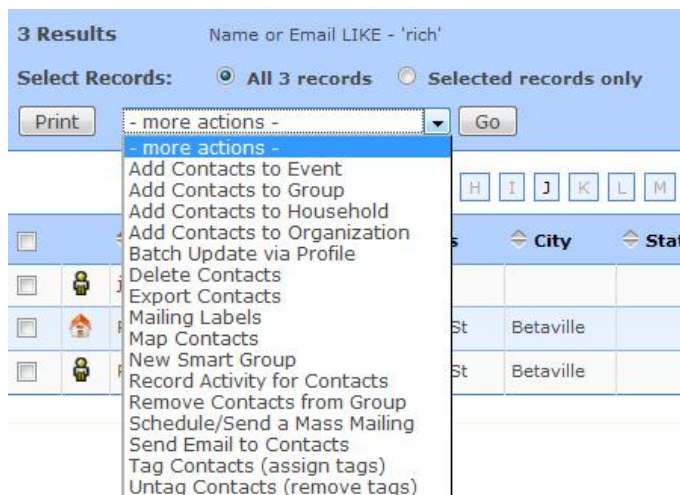 3 Results Name or Email LIKE - 'rich'
Select Records: All 3 records Selected records only
Print - more actions - Go
- more actions -
Add Contacts to Event
Add Contacts to Group
H I J K L M
Add Contacts to Household
Add Contacts to Organization
City
Batch Update via Profile
Delete Contacts
Export Contacts
Mailing Labels
St Betaville
Map Contacts
New Smart Group
St Betaville
Record Activity for Contacts
Remove Contacts from Group
Schedule/Send a Mass Mailing
Send Email to Contacts
Tag Contacts (assign tags)
Untag Contacts (remove tags)